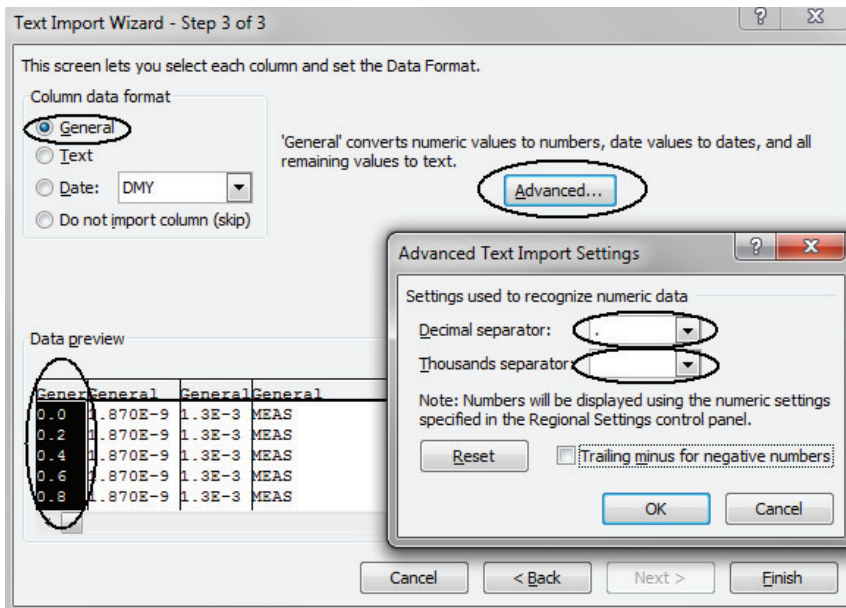 Text Import Wizard - Step 3 of 3
This screen lets you select each column and set the Data Format.
Column data format
General
Text
Date: DMY
Do not import column (skip)
'General' converts numeric values to numbers, date values to dates, and all
remaining values to text.
Advanced...
Advanced Text Import Settings
Settings used to recognize numeric data
Decimal separator: .
Thousands separator:
Note: Numbers will be displayed using the numeric settings
specified in the Regional Settings control panel.
Reset
Trailing minus for negative numbers
OK
Cancel
Data preview
Gener General General General
0.0 1.870E-9 1.3E-3 MEAS
0.2 1.870E-9 1.3E-3 MEAS
0.4 1.870E-9 1.3E-3 MEAS
0.6 1.870E-9 1.3E-3 MEAS
0.8 1.870E-9 1.3E-3 MEAS
Cancel
< Back
Next >
Finish